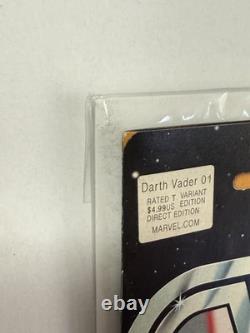 Darth Vader 01
RATED T VARIANT
$4.99US EDITION
DIRECT EDITION
MARVEL.COM